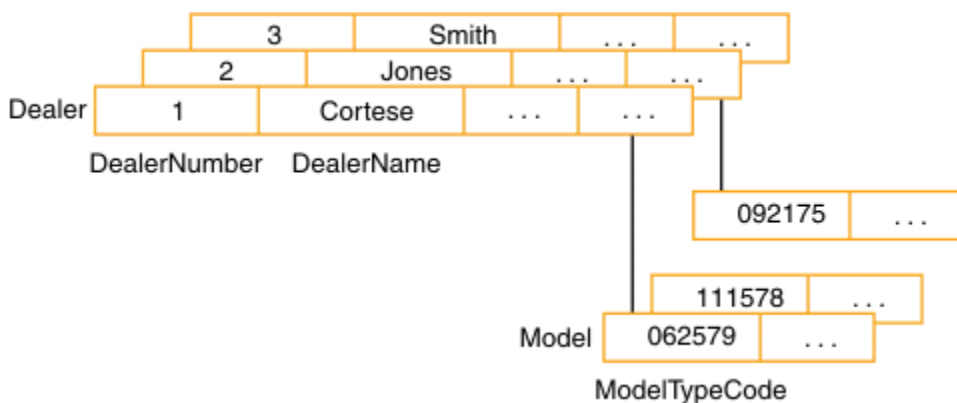 3 Smith . . . . . .
2 Jones . . . . . .
Dealer 1 Cortese . . . . . .
DealerNumber DealerName
092175 . . .
111578 . . .
Model 062579 . . .
ModelTypeCode